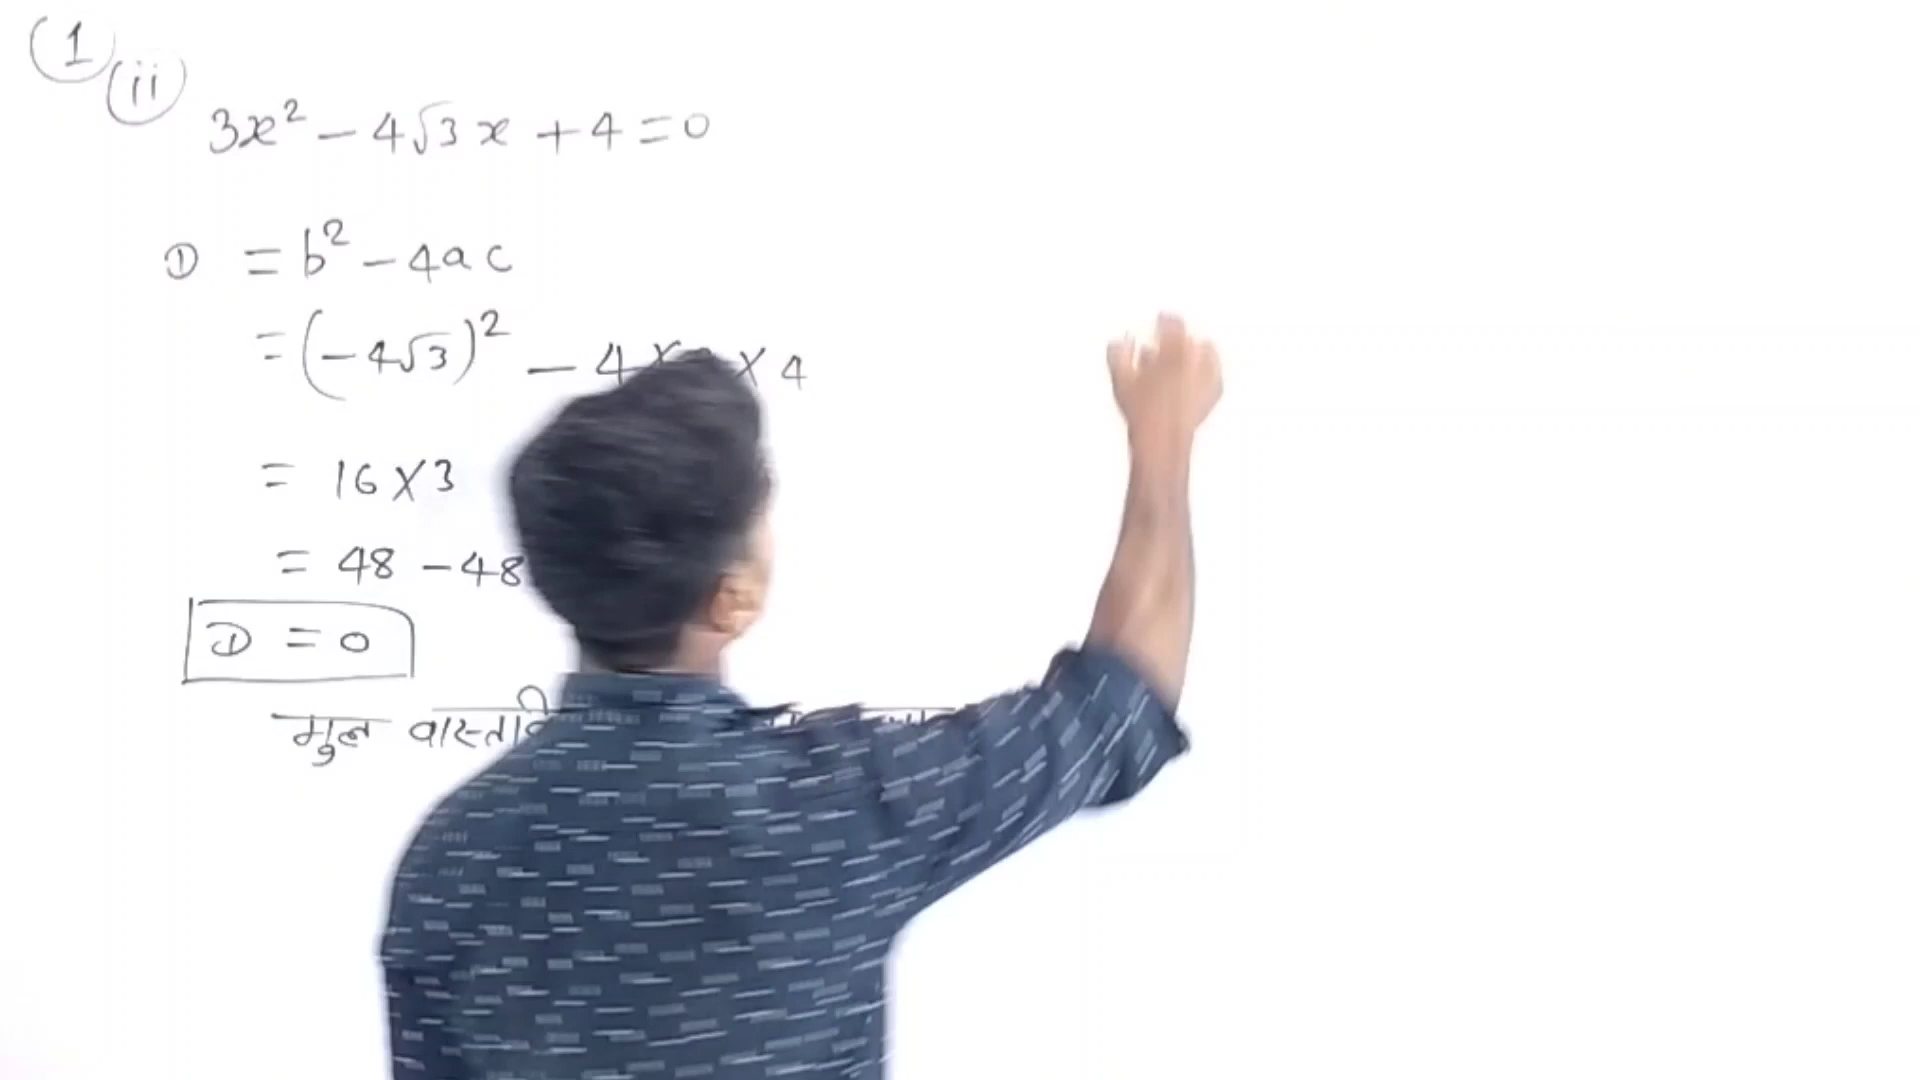 1
(ii)
3x² - 4√3 x + 4 = 0
D = b² - 4ac
= (-4√3)² - 4 × × 4
= 16 × 3
= 48 - 48
D = 0
मुल